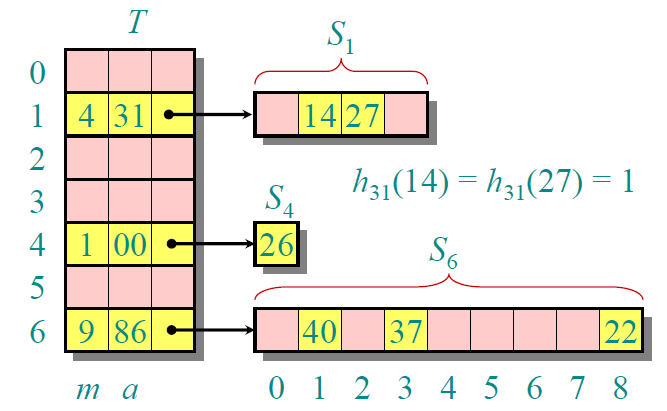 T
S₁
0
1 4 31 14 27
2
h₃₁(14) = h₃₁(27) = 1
3
S₄
4 1 00 26
S₆
5
6 9 86 40 37 22
m a 0 1 2 3 4 5 6 7 8